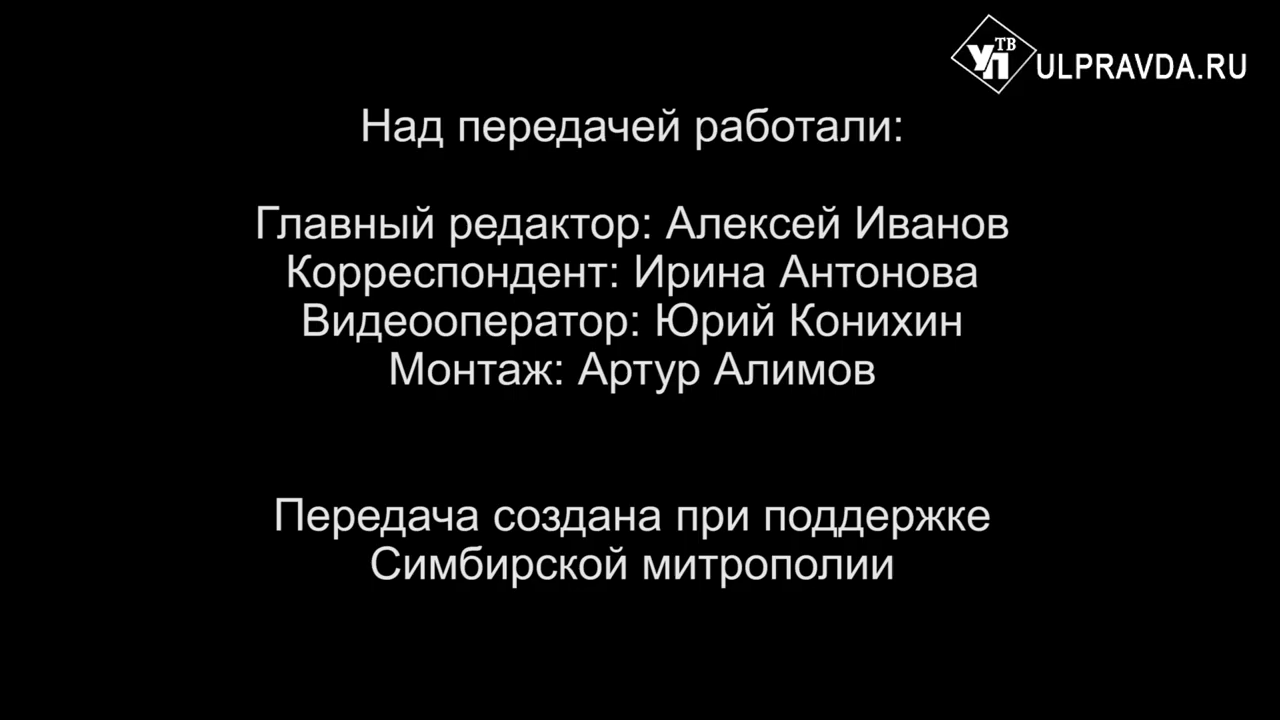 ТВ
УП
ULPRAVDA.RU
Над передачей работали:
Главный редактор: Алексей Иванов
Корреспондент: Ирина Антонова
Видеооператор: Юрий Конихин
Монтаж: Артур Алимов
Передача создана при поддержке
Симбирской митрополии